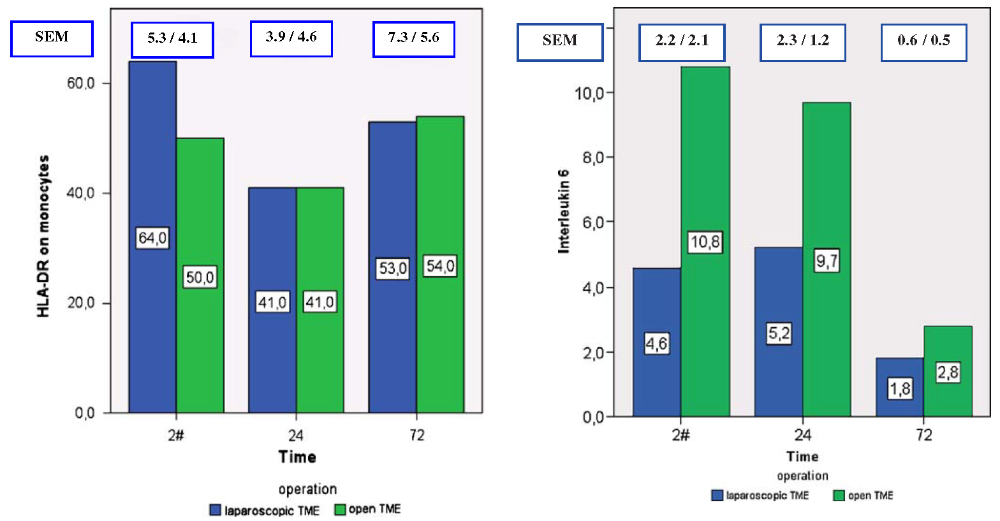 SEM
5.3 / 4.1
3.9 / 4.6
7.3 / 5.6
60,0
40,0
20,0
0,0
HLA-DR on monocytes
64,0
50,0
41,0
41,0
53,0
54,0
2#
24
72
Time
operation
laparoscopic TME
open TME
SEM
2.2 / 2.1
2.3 / 1.2
0.6 / 0.5
10,0
8,0
6,0
4,0
2,0
0,0
Interleukin 6
4,6
10,8
5,2
9,7
1,8
2,8
2#
24
72
Time
operation
laparoscopic TME
open TME